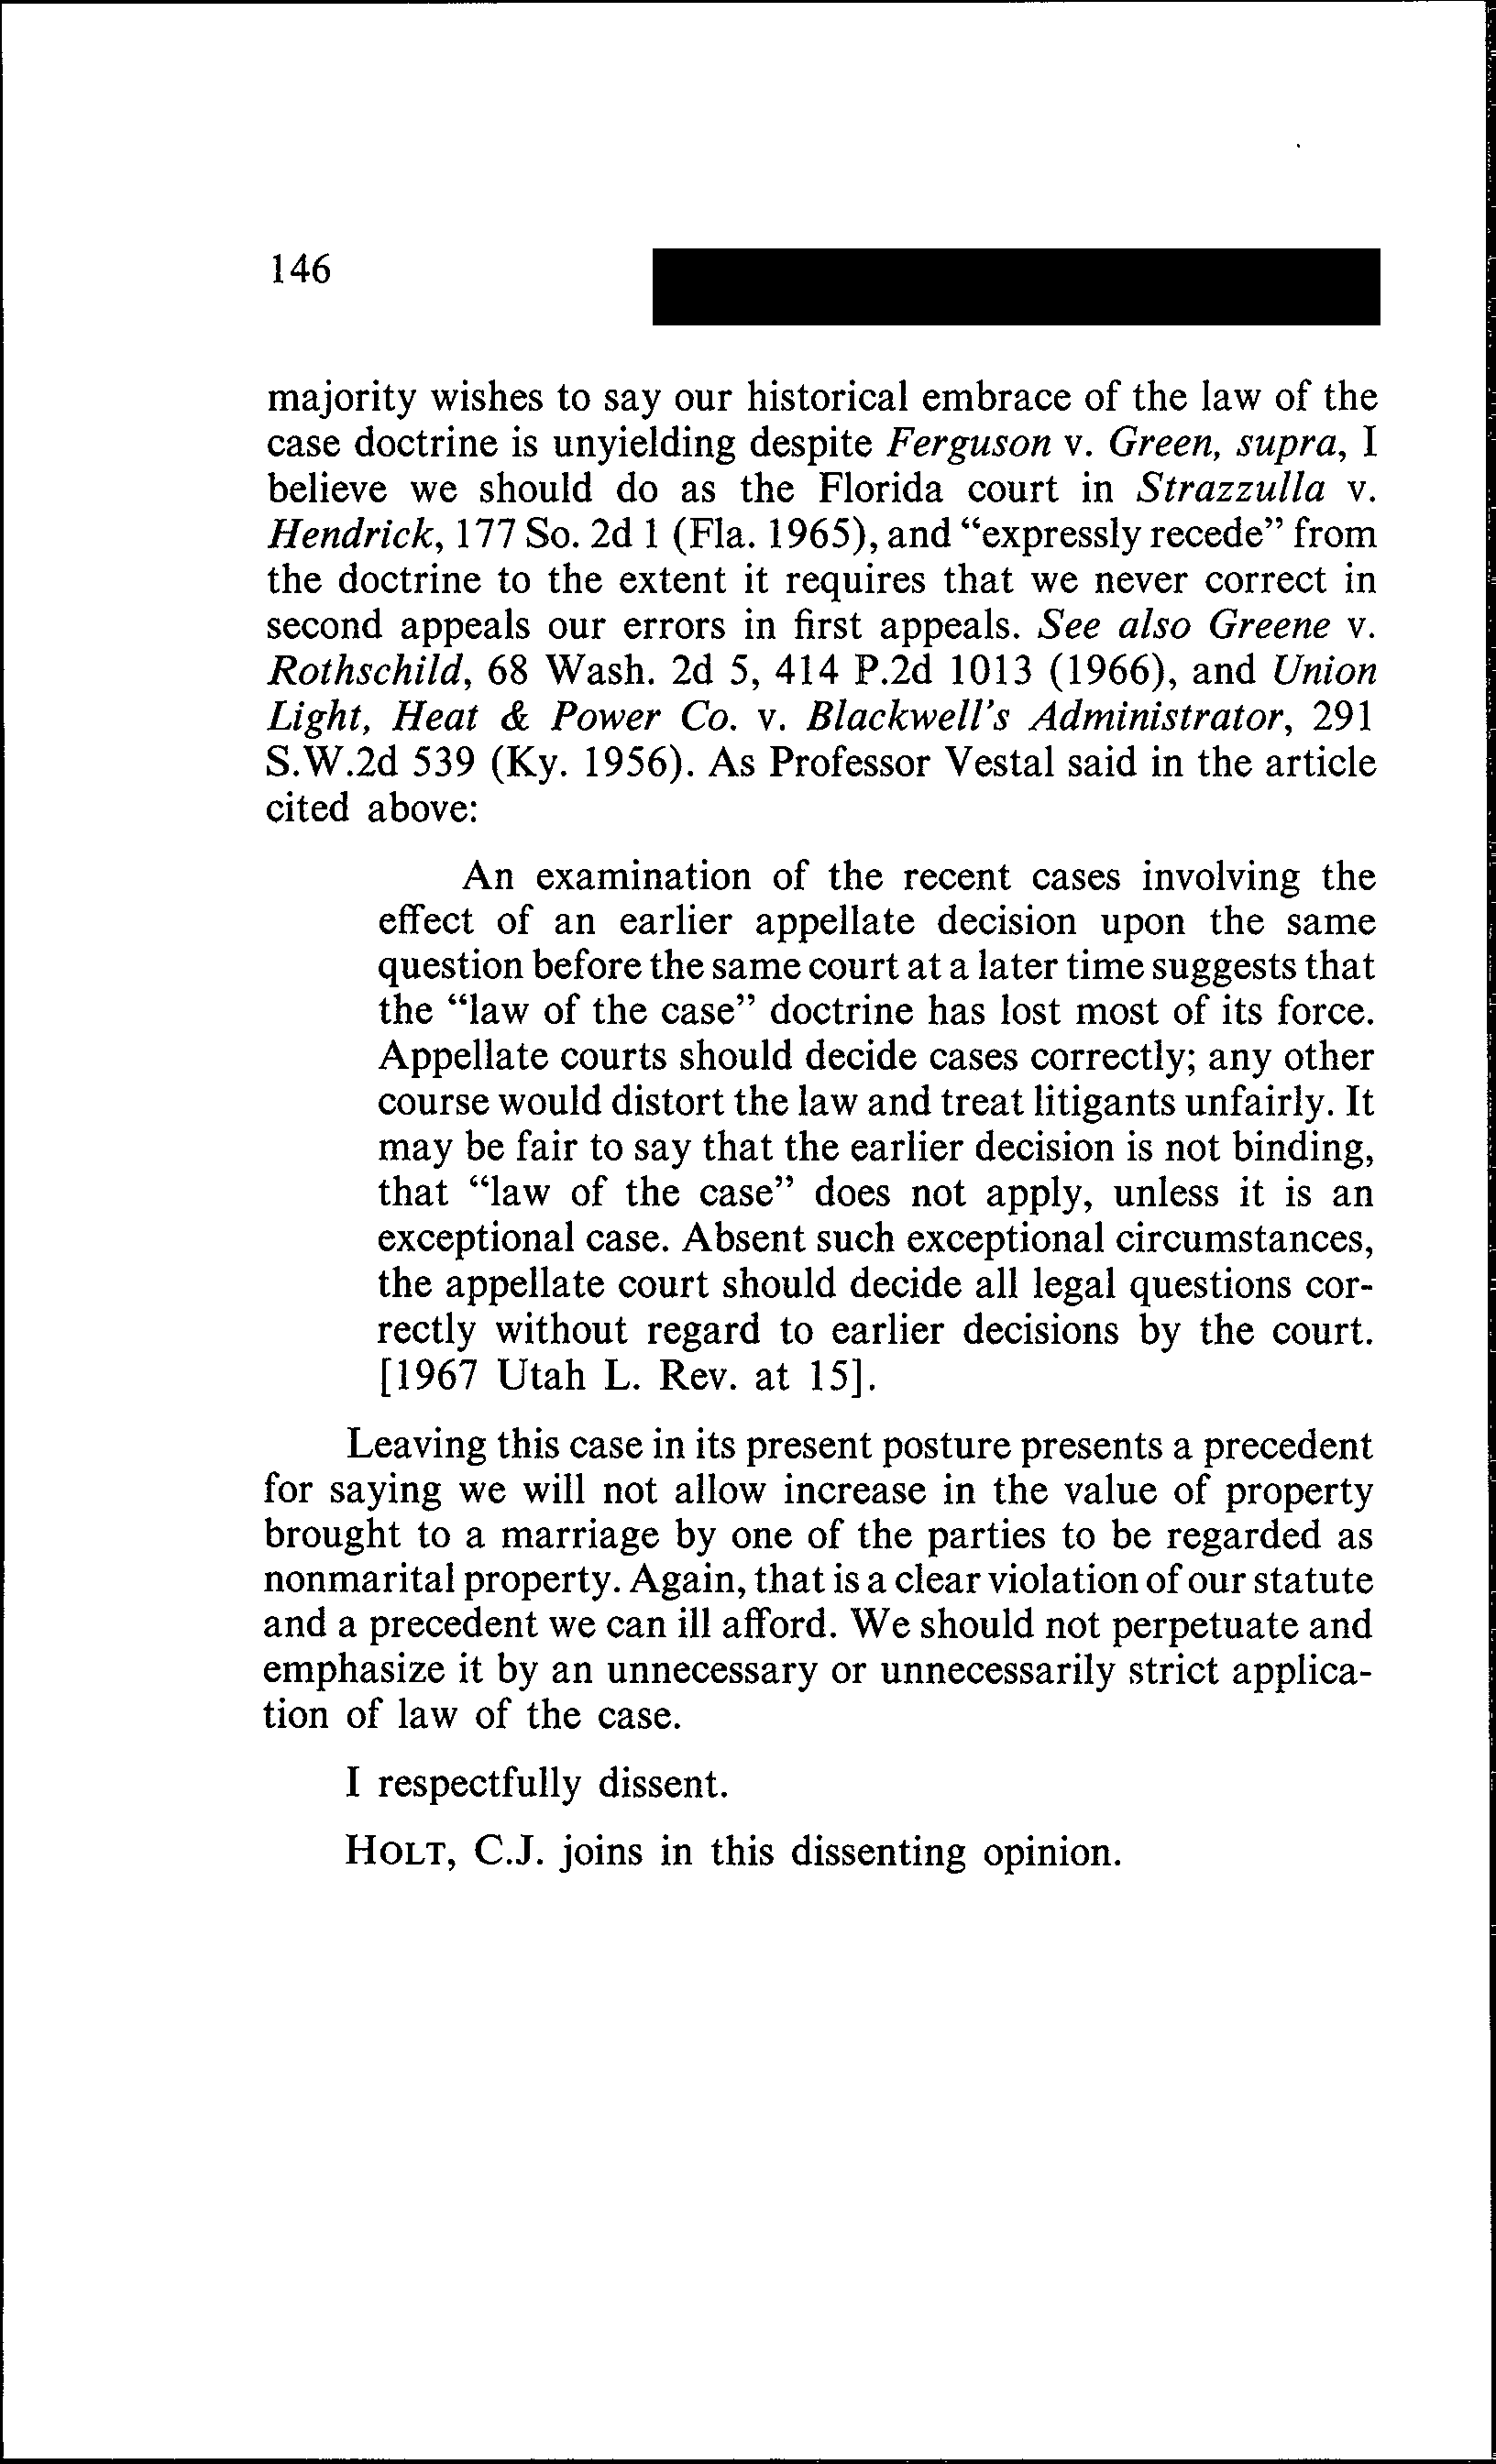 146
majority wishes to say our historical embrace of the law of the
case doctrine is unyielding despite Ferguson v. Green, supra, I
believe we should do as the Florida court in Strazzulla v.
Hendrick, 177 So. 2d 1 (Fla. 1965), and “expressly recede” from
the doctrine to the extent it requires that we never correct in
second appeals our errors in first appeals. See also Greene v.
Rothschild, 68 Wash. 2d 5, 414 P.2d 1013 (1966), and Union
Light, Heat & Power Co. v. Blackwell's Administrator, 291
S.W.2d 539 (Ky. 1956). As Professor Vestal said in the article
cited above:
An examination of the recent cases involving the
effect of an earlier appellate decision upon the same
question before the same court at a later time suggests that
the “law of the case” doctrine has lost most of its force.
Appellate courts should decide cases correctly; any other
course would distort the law and treat litigants unfairly. It
may be fair to say that the earlier decision is not binding,
that “law of the case” does not apply, unless it is an
exceptional case. Absent such exceptional circumstances,
the appellate court should decide all legal questions cor-
rectly without regard to earlier decisions by the court.
[1967 Utah L. Rev. at 15].
Leaving this case in its present posture presents a precedent
for saying we will not allow increase in the value of property
brought to a marriage by one of the parties to be regarded as
nonmarital property. Again, that is a clear violation of our statute
and a precedent we can ill afford. We should not perpetuate and
emphasize it by an unnecessary or unnecessarily strict applica-
tion of law of the case.
I respectfully dissent.
HOLT, C.J. joins in this dissenting opinion.